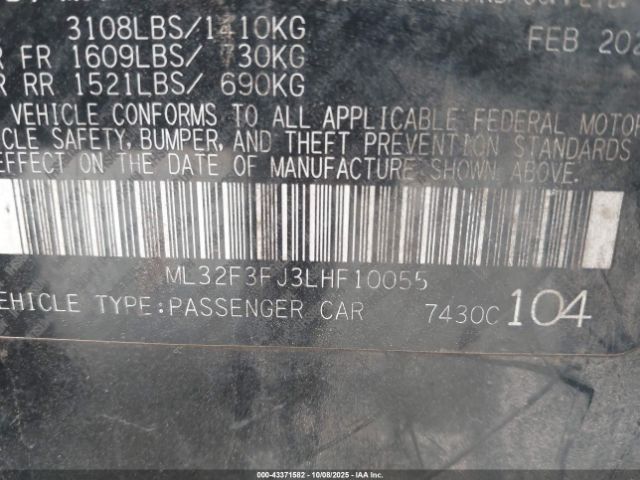 3108LBS/1410KG
FEB 202
FR 1609LBS/ 730KG
RR 1521LBS/ 690KG
VEHICLE CONFORMS TO ALL APPLICABLE FEDERAL MOTOR
CLE SAFETY, BUMPER, AND THEFT PREVENTION STANDARDS
EFFECT ON THE DATE OF MANUFACTURE SHOWN ABOVE.
ML32F3FJ3LHF10055
EHICLE TYPE:PASSENGER CAR 7430C 104
000-43371582 | 10/08/2025 | Copyright © IAA, Inc.